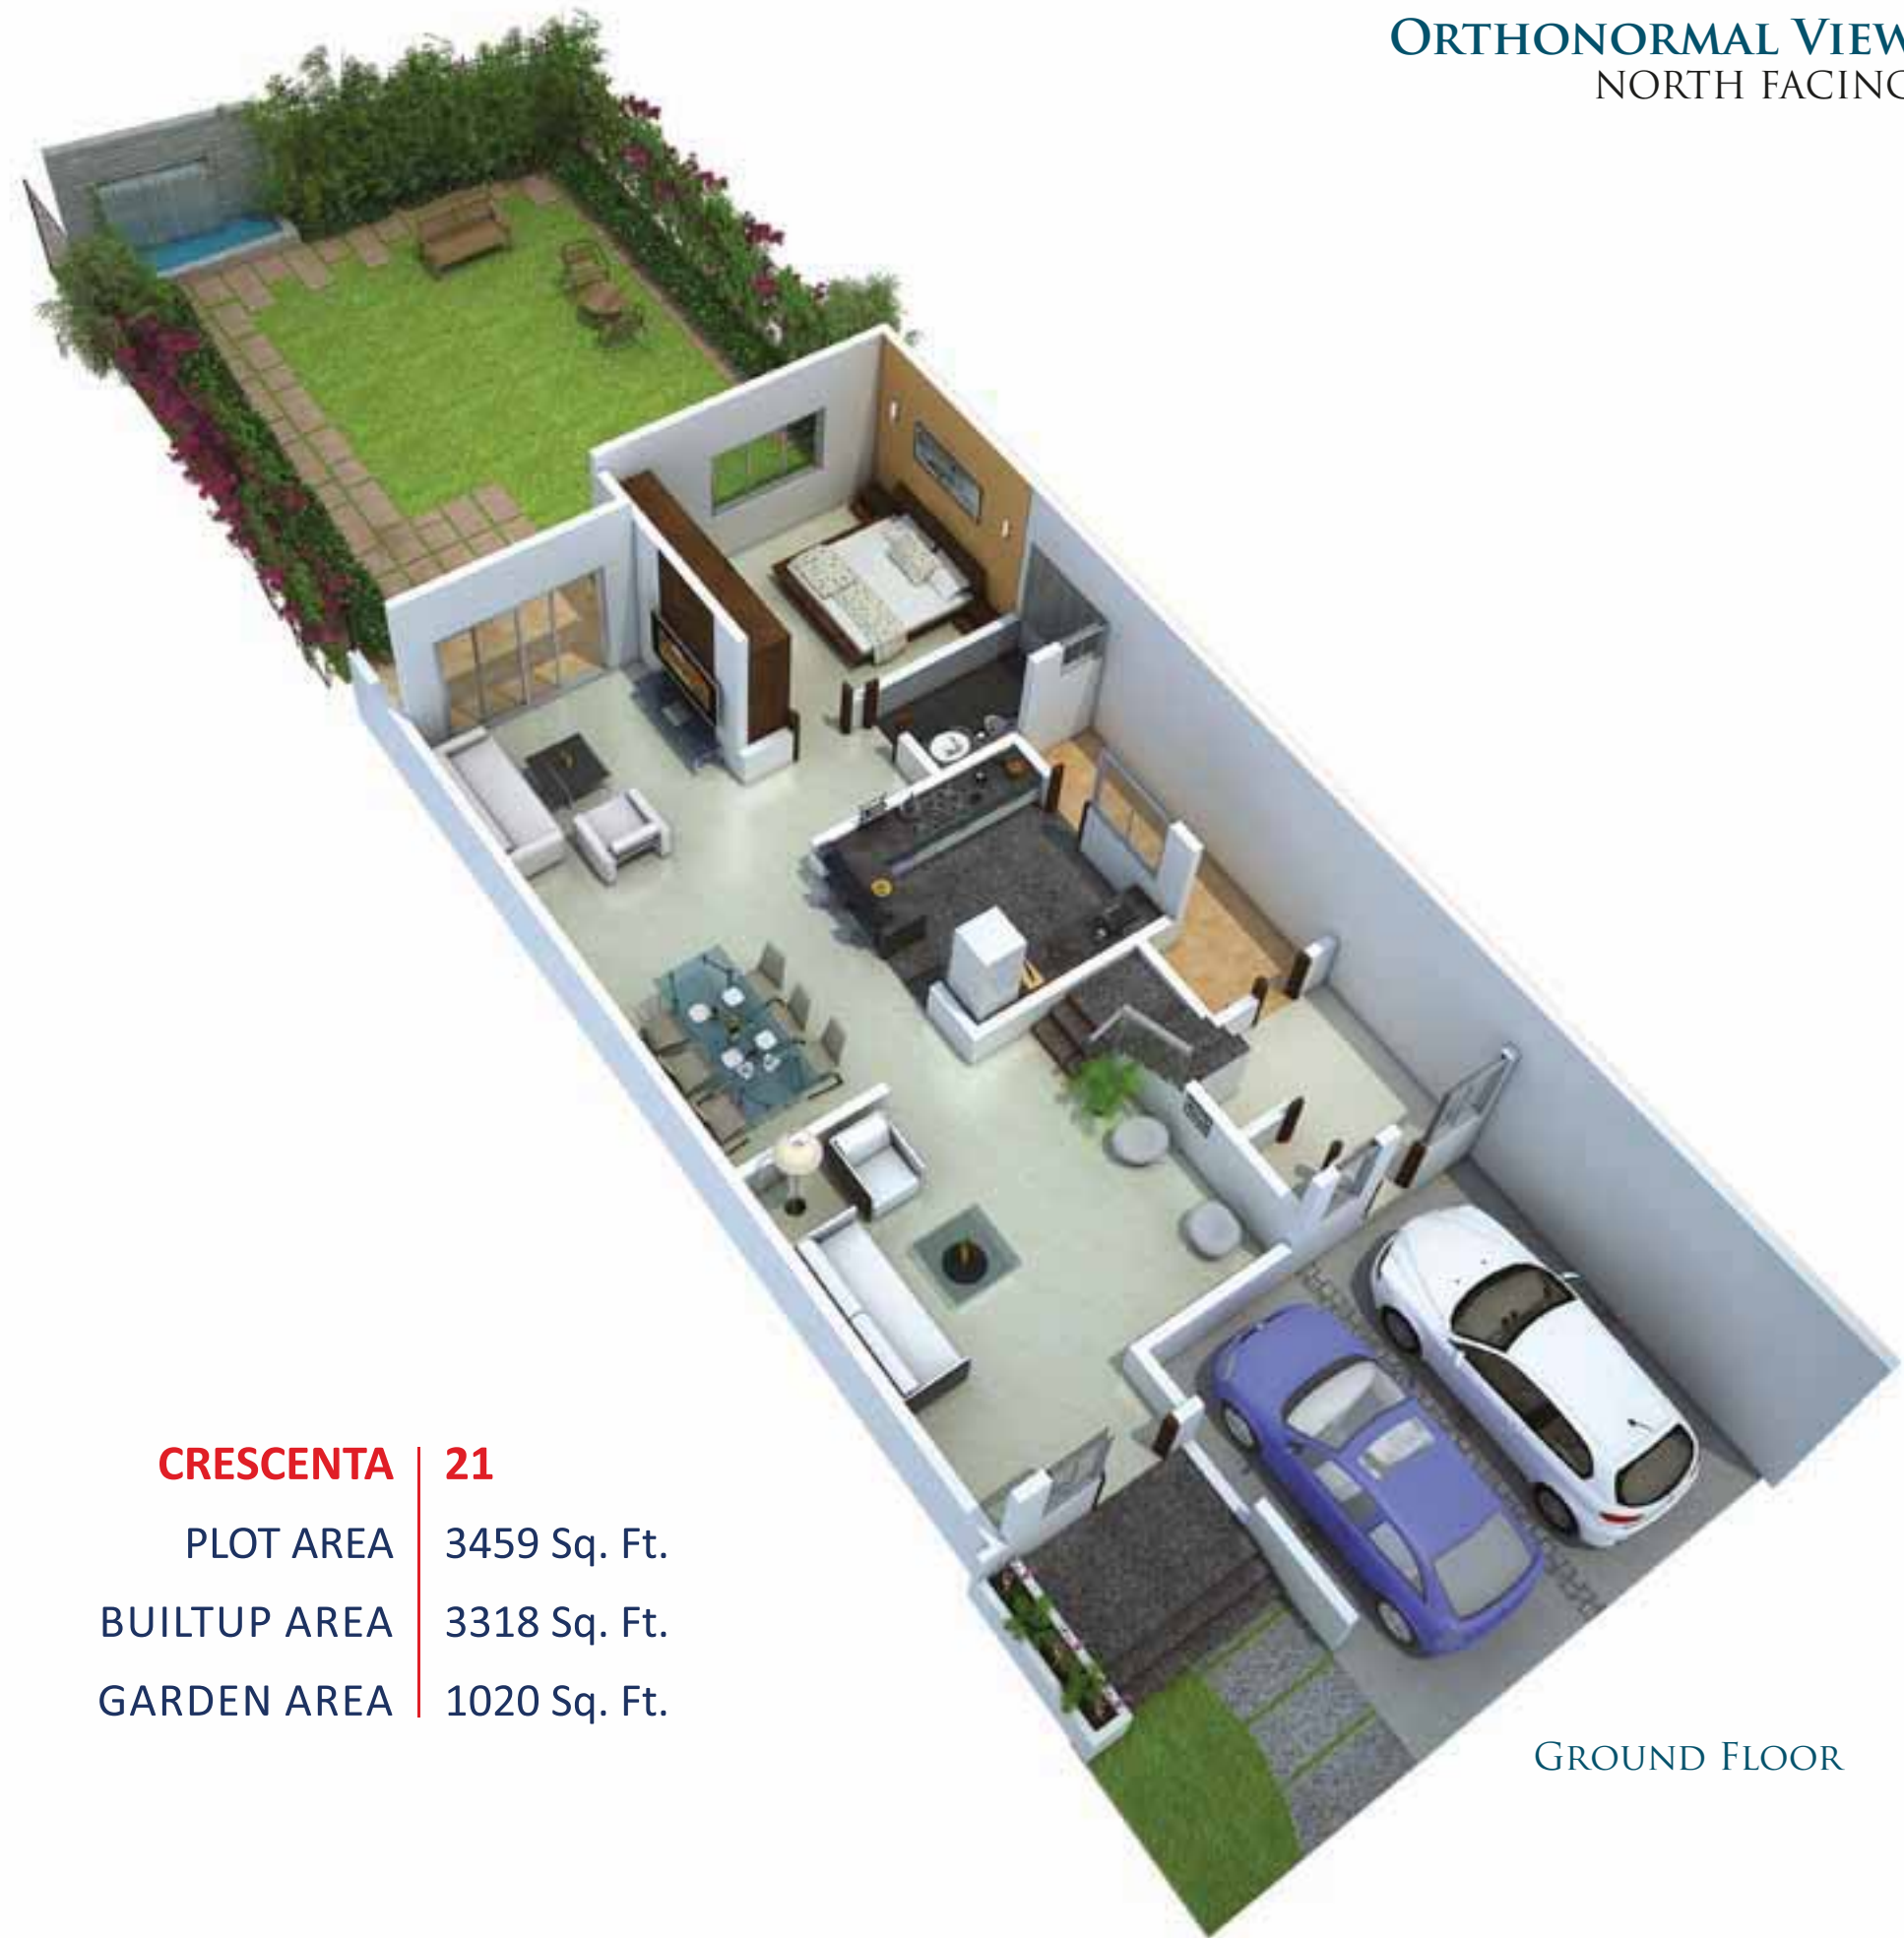 ORTHONORMAL VIEW
NORTH FACING
CRESCENTA 21
PLOT AREA 3459 Sq. Ft.
BUILTUP AREA 3318 Sq. Ft.
GARDEN AREA 1020 Sq. Ft.
GROUND FLOOR